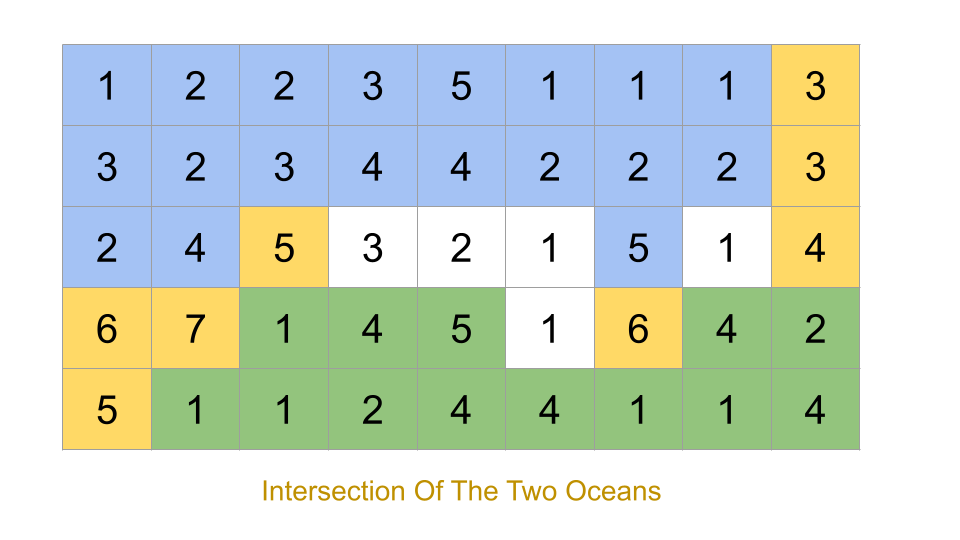 1 2 2 3 5 1 1 1 3
3 2 3 4 4 2 2 2 3
2 4 5 3 2 1 5 1 4
6 7 1 4 5 1 6 4 2
5 1 1 2 4 4 1 1 4
Intersection Of The Two Oceans